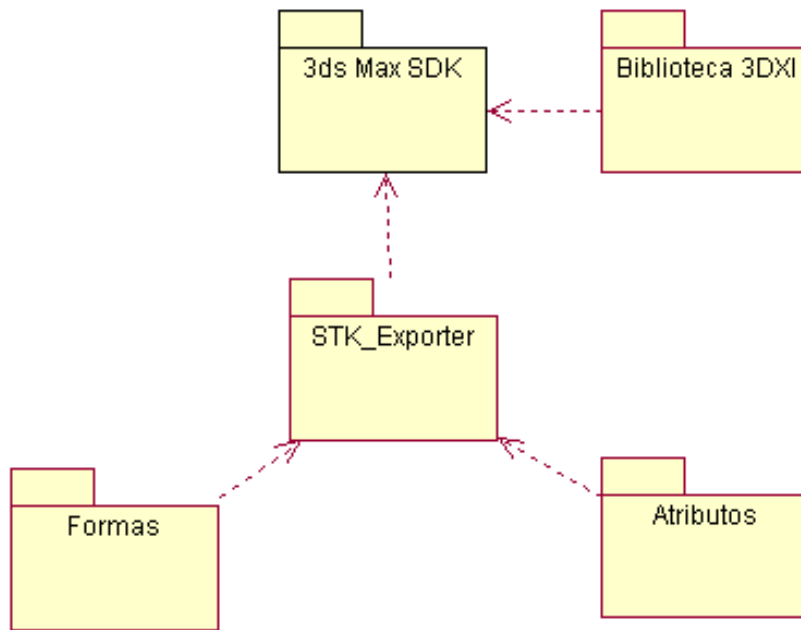 3ds Max SDK
Biblioteca 3DXI
STK_Exporter
Formas
Atributos